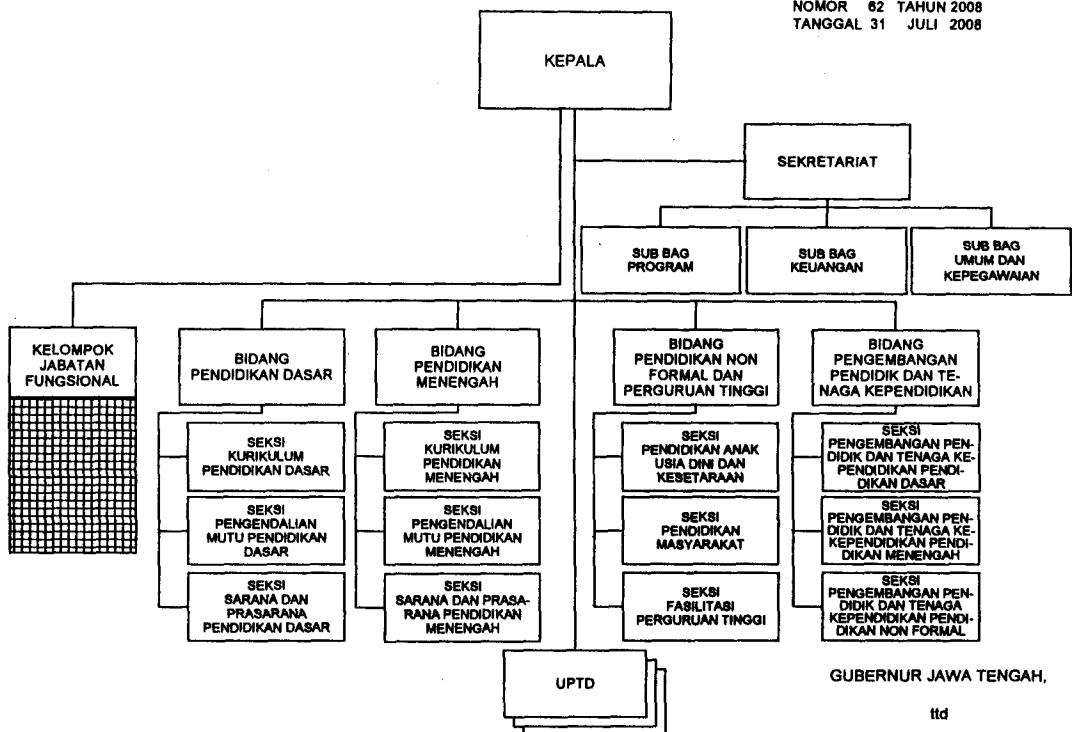 NOMOR 62 TAHUN 2008
TANGGAL 31 JULI 2008
KEPALA
SEKRETARIAT
SUB BAG
PROGRAM
SUB BAG
KEUANGAN
SUB BAG
UMUM DAN
KEPEGAWAIAN
KELOMPOK
JABATAN
FUNGSIONAL
BIDANG
PENDIDIKAN DASAR
BIDANG
PENDIDIKAN
MENENGAH
BIDANG
PENDIDIKAN NON
FORMAL DAN
PERGURUAN TINGGI
BIDANG
PENGEMBANGAN
PENDIDIK DAN TE-
NAGA KEPENDIDIKAN
SEKSI
KURIKULUM
PENDIDIKAN DASAR
SEKSI
KURIKULUM
PENDIDIKAN
MENENGAH
SEKSI
PENDIDIKAN ANAK
USIA DINI DAN
KESETARAAN
SEKSI
PENGEMBANGAN PEN-
DIDIK DAN TENAGA KE-
PENDIDIKAN PENDI-
DIKAN DASAR
SEKSI
PENGENDALIAN
MUTU PENDIDIKAN
DASAR
SEKSI
PENGENDALIAN
MUTU PENDIDIKAN
MENENGAH
SEKSI
PENDIDIKAN
MASYARAKAT
SEKSI
PENGEMBANGAN PEN-
DIDIK DAN TENAGA KE-
KEPENDIDIKAN PENDI-
DIKAN MENENGAH
SEKSI
SARANA DAN
PRASARANA
PENDIDIKAN DASAR
SEKSI
SARANA DAN PRASA-
RANA PENDIDIKAN
MENENGAH
SEKSI
FASILITASI
PERGURUAN TINGGI
SEKSI
PENGEMBANGAN PEN-
DIDIK DAN TENAGA
KEPENDIDIKAN PENDI-
DIKAN NON FORMAL
UPTD
GUBERNUR JAWA TENGAH,
ttd